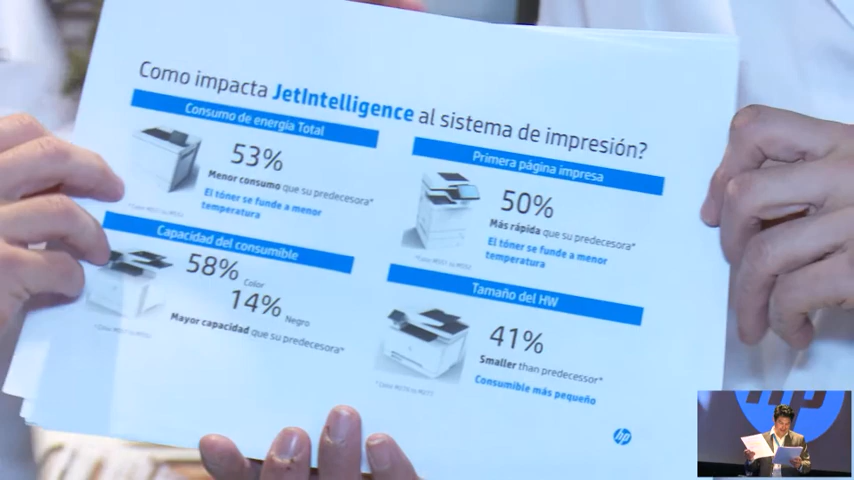 Como impacta JetIntelligence al sistema de impresión?
Consumo de energía Total
53%
Menor consumo que su predecesora*
El tóner se funde a menor
temperatura
Primera página impresa
50%
Más rápida que su predecesora*
El tóner se funde a menor
temperatura
Capacidad del consumible
58% Color
14% Negro
Mayor capacidad que su predecesora*
Tamaño del HW
41%
Smaller than predecessor*
Consumible más pequeño
hp
hp